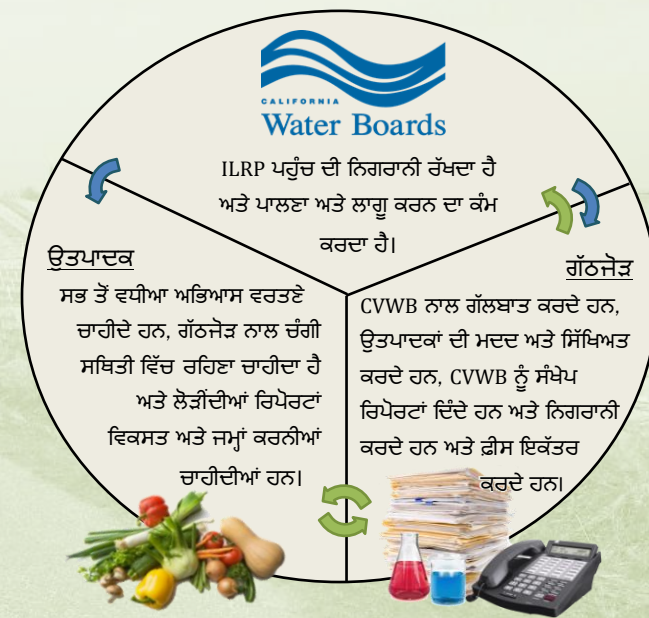 CALIFORNIA
Water Boards
ILRP ਪਹੁੰਚ ਦੀ ਨਿਗਰਾਨੀ ਰੱਖਦਾ ਹੈ
ਅਤੇ ਪਾਲਣਾ ਅਤੇ ਲਾਗੂ ਕਰਨ ਦਾ ਕੰਮ
ਕਰਦਾ ਹੈ।
ਉਤਪਾਦਕ
ਸਭ ਤੋਂ ਵਧੀਆ ਅਭਿਆਸ ਵਰਤਣੇ
ਚਾਹੀਦੇ ਹਨ, ਗੱਠਜੋੜ ਨਾਲ ਚੰਗੀ
ਸਥਿਤੀ ਵਿੱਚ ਰਹਿਣਾ ਚਾਹੀਦਾ ਹੈ
ਅਤੇ ਲੋੜੀਂਦੀਆਂ ਰਿਪੋਰਟਾਂ
ਵਿਕਸਤ ਅਤੇ ਜਮ੍ਹਾਂ ਕਰਨੀਆਂ
ਚਾਹੀਦੀਆਂ ਹਨ।
ਗੱਠਜੋੜ
CVWB ਨਾਲ ਗੱਲਬਾਤ ਕਰਦੇ ਹਨ,
ਉਤਪਾਦਕਾਂ ਦੀ ਮਦਦ ਅਤੇ ਸਿੱਖਿਅਤ
ਕਰਦੇ ਹਨ, CVWB ਨੂੰ ਸੰਖੇਪ
ਰਿਪੋਰਟਾਂ ਦਿੰਦੇ ਹਨ ਅਤੇ ਨਿਗਰਾਨੀ
ਕਰਦੇ ਹਨ ਅਤੇ ਫ਼ੀਸ ਇਕੱਤਰ
ਕਰਦੇ ਹਨ।